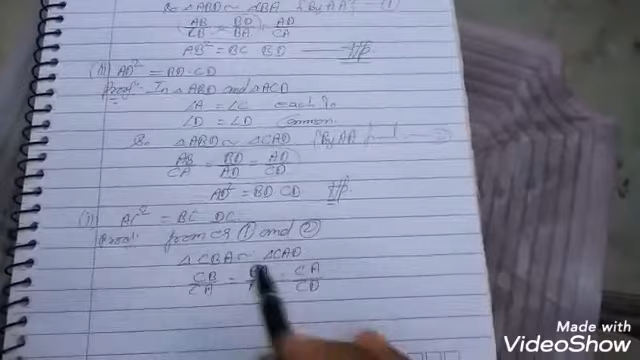 So △ABD ~ △CBA {By AA} — (1)
AB/CB = BD/BA = AD/CA
AB² = BC BD — H/p.
(iii) AD² = BD·CD
Proof: In △ABD and △ACD
∠A = ∠C each
∠D = ∠D Common
So △ABD ~ △CAD {By AA
AB/CA = BD/AD = AD/CD
AD² = BD CD H/p.
AC² = BC DC
Proof: from eq (1) and (2)
△CBA ~ △CAD
CB/CA = = CA/CD
Made with
VideoShow